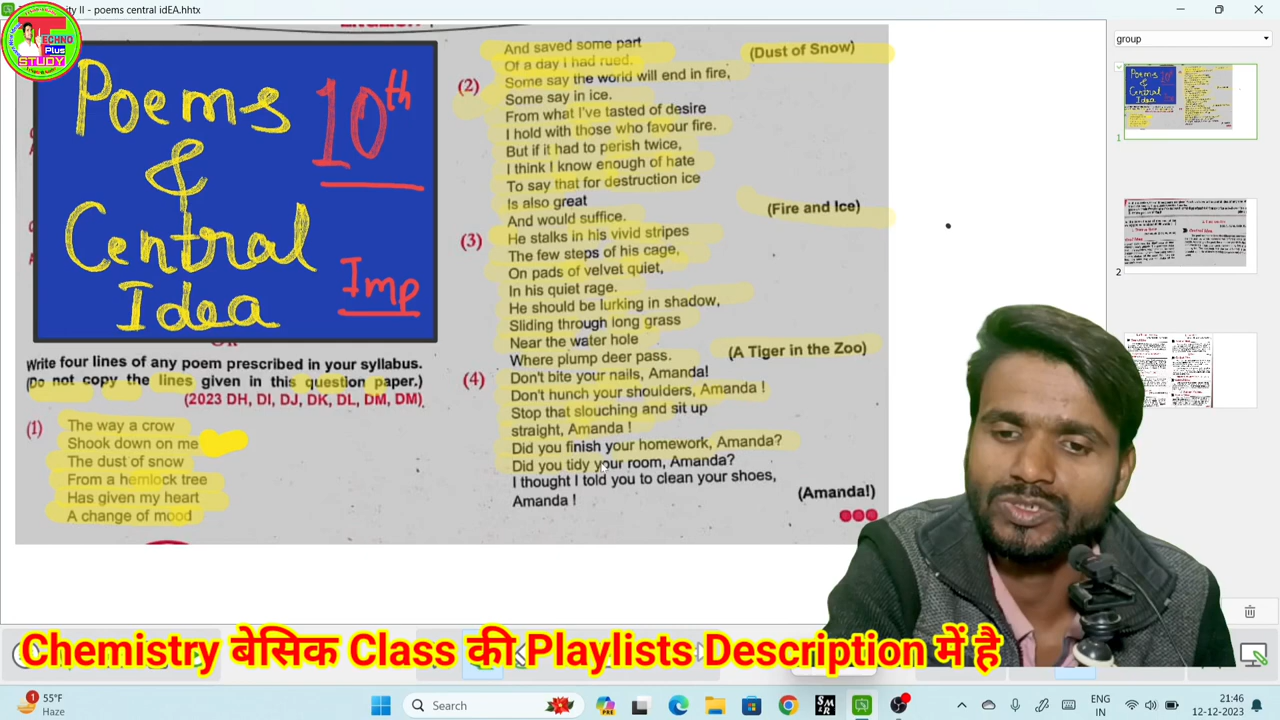 ity II - poems central idEA.hhtx
TECHNO
Plus
STUDY
Poems
&
Central
Idea
10th
Imp
Write four lines of any poem prescribed in your syllabus.
(Do not copy the lines given in this question paper.)
(2023 DH, DI, DJ, DK, DL, DM, DM)
(1) The way a crow
Shook down on me
The dust of snow
From a hemlock tree
Has given my heart
A change of mood
And saved some part
Of a day I had rued. (Dust of Snow)
(2) Some say the world will end in fire,
Some say in ice.
From what I've tasted of desire
I hold with those who favour fire.
But if it had to perish twice,
I think I know enough of hate
To say that for destruction ice
Is also great
And would suffice. (Fire and Ice)
(3) He stalks in his vivid stripes
The few steps of his cage,
On pads of velvet quiet,
In his quiet rage.
He should be lurking in shadow,
Sliding through long grass
Near the water hole
Where plump deer pass. (A Tiger in the Zoo)
(4) Don't bite your nails, Amanda!
Don't hunch your shoulders, Amanda !
Stop that slouching and sit up
straight, Amanda !
Did you finish your homework, Amanda?
Did you tidy your room, Amanda?
I thought I told you to clean your shoes,
Amanda ! (Amanda!)
group
1
2
Chemistry बेसिक Class की Playlists Description में है
1
55°F
Haze
Search
PRE
ENG
IN
21:46
12-12-2023